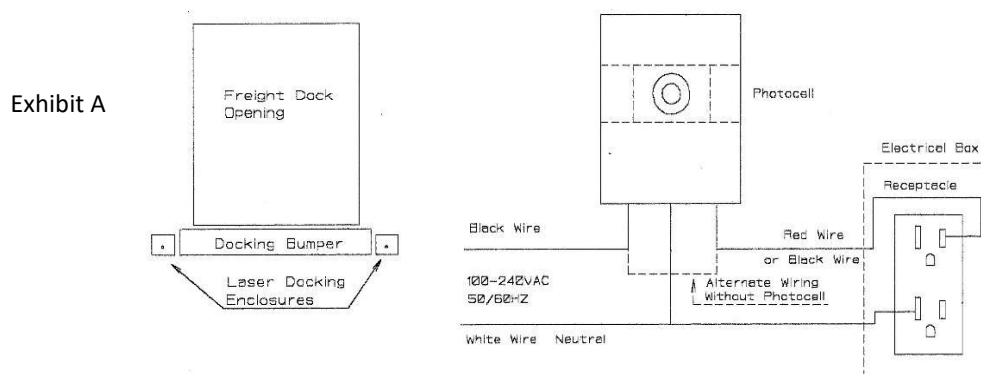 Exhibit A
Freight Dock
Opening
Docking Bumper
Laser Docking
Enclosures
Photocell
Electrical Box
Receptacle
Black Wire
Red Wire
or Black Wire
100-240VAC
50/60HZ
Alternate Wiring
Without Photocell
White Wire Neutral